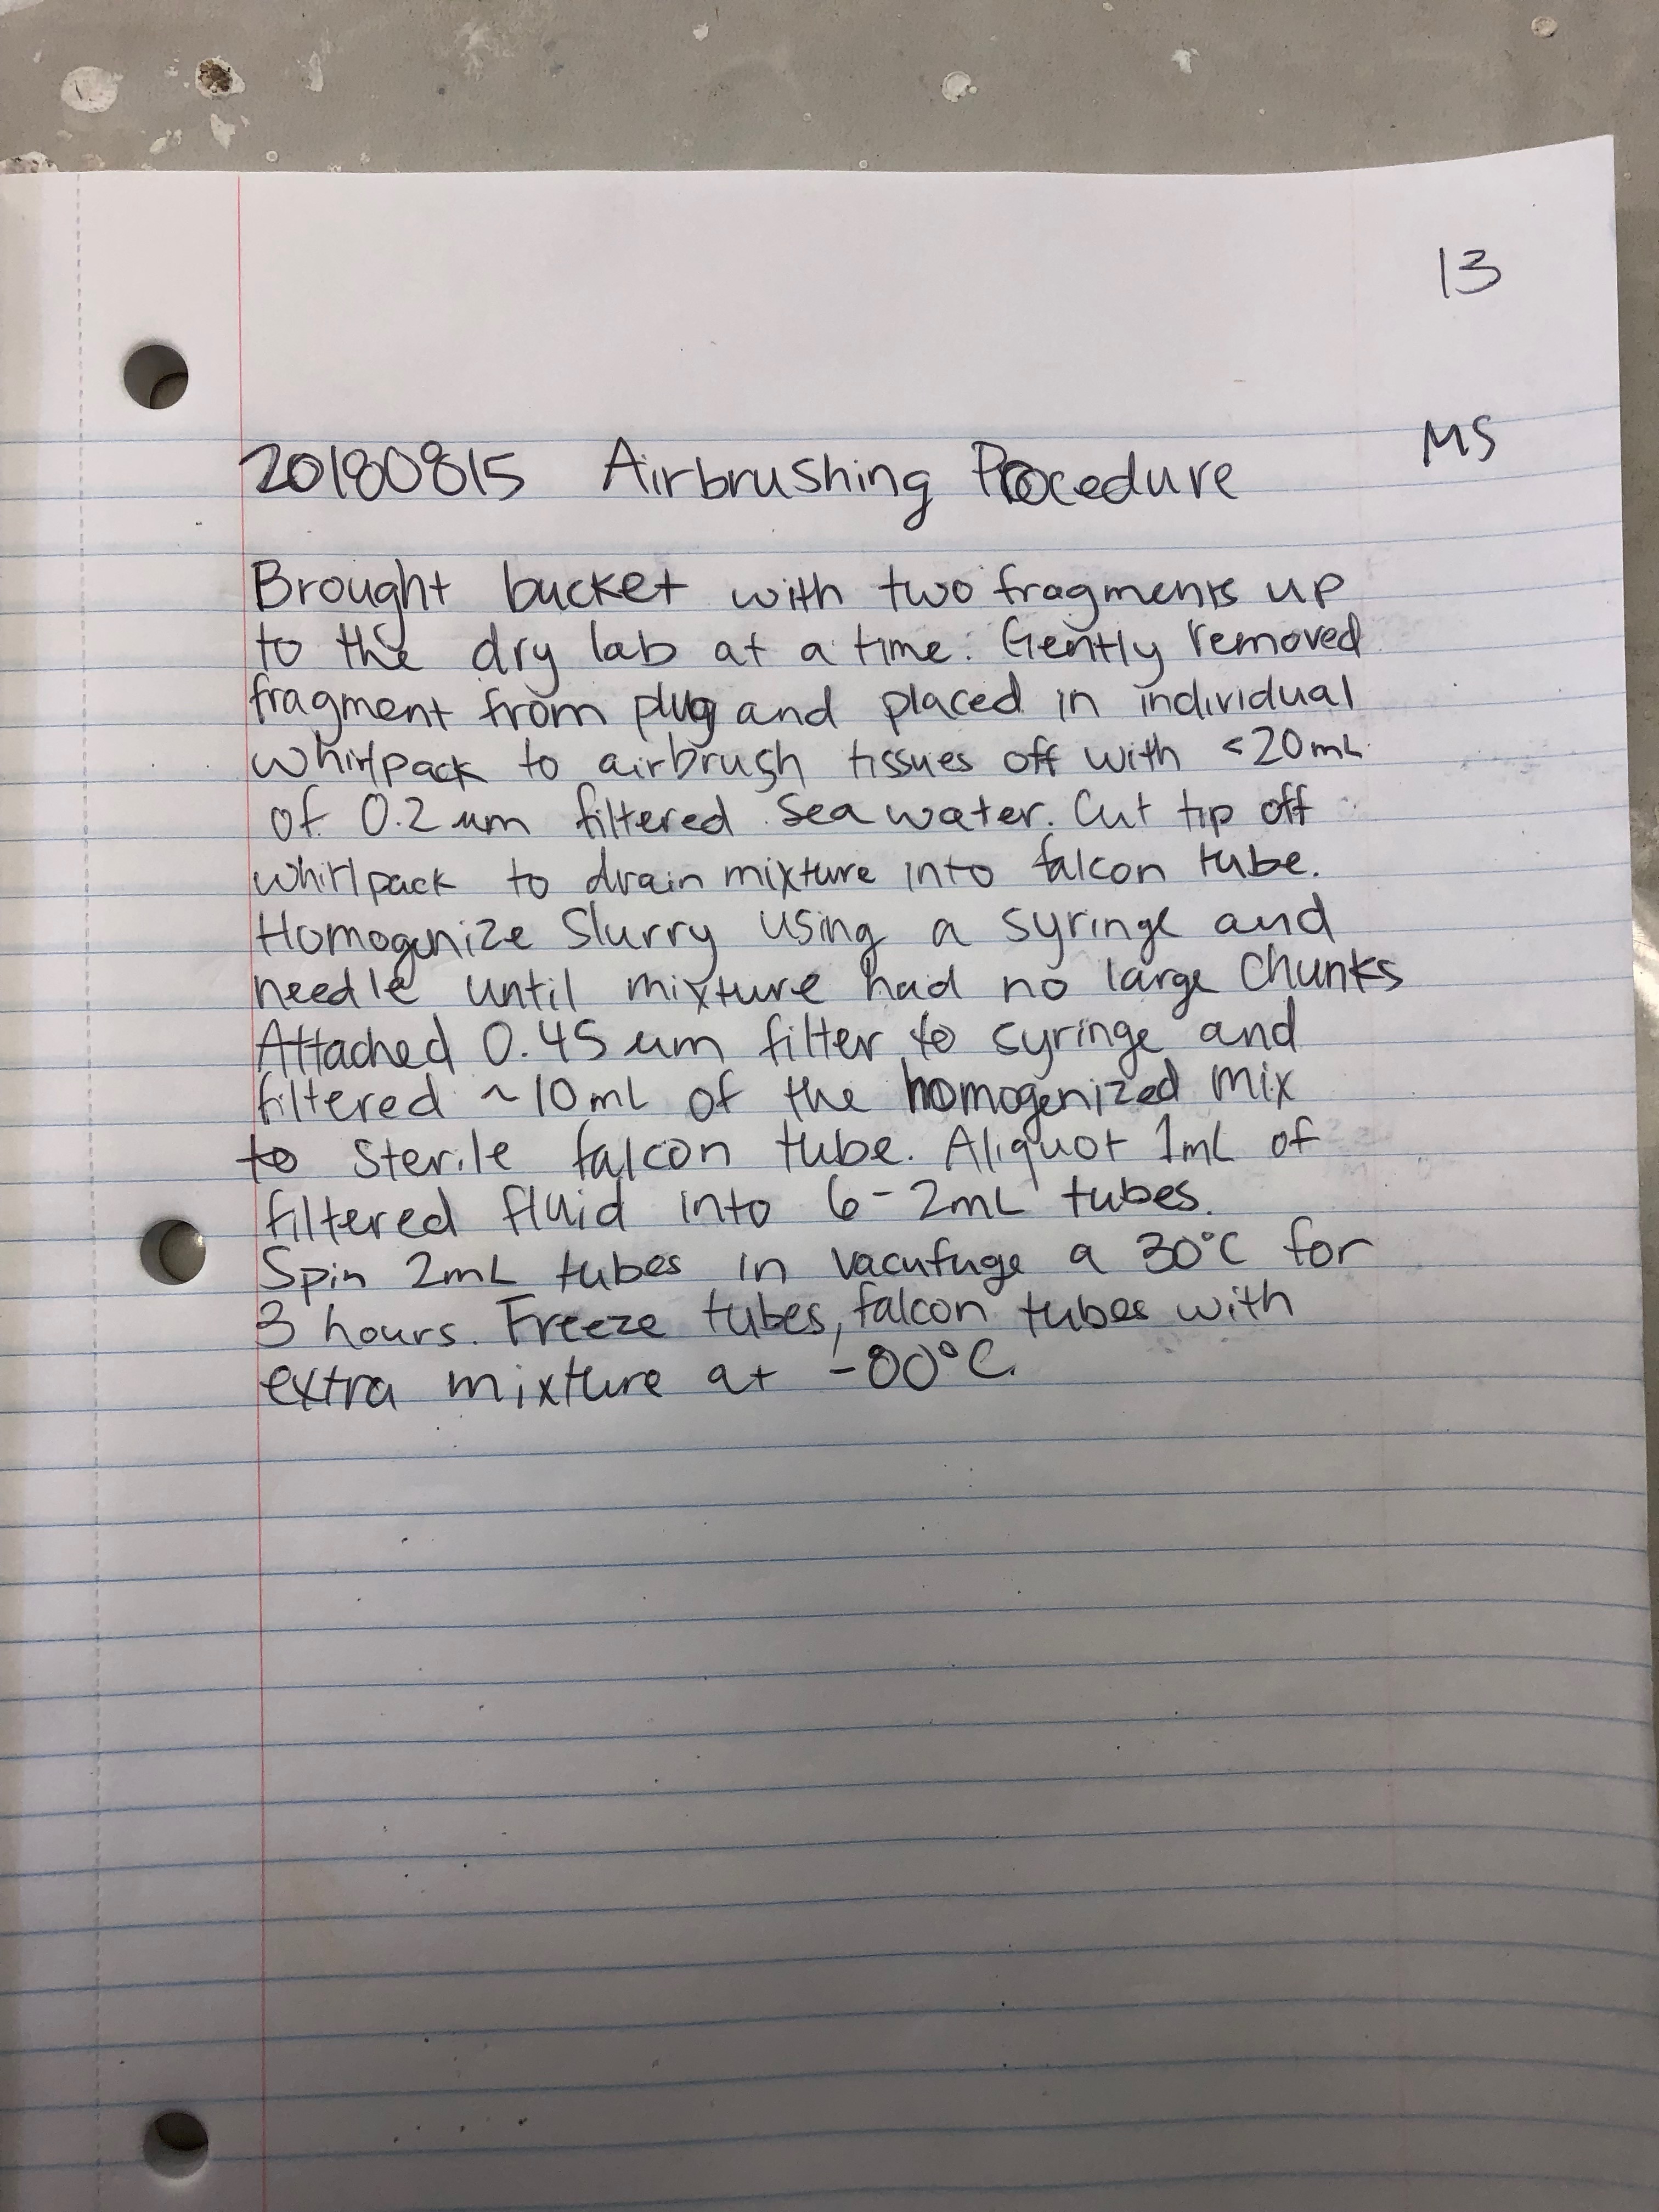 13
MS
20180815 Airbrushing Procedure
Brought bucket with two fragments up
to the dry lab at a time. Gently removed
fragment from plug and placed in individual
whirlpack to airbrush tissues off with <20mL
of 0.2 um filtered sea water. Cut tip off
whirlpack to drain mixture into falcon tube.
Homogenize slurry using a syringe and
needle until mixture had no large chunks
Attached 0.45 um filter to syringe and
filtered ~10mL of the homogenized mix
to sterile falcon tube. Aliquot 1mL of
filtered fluid into 6-2mL tubes.
Spin 2mL tubes in vacufuge a 30°C for
3 hours. Freeze tubes, falcon tubes with
extra mixture at -80°C.